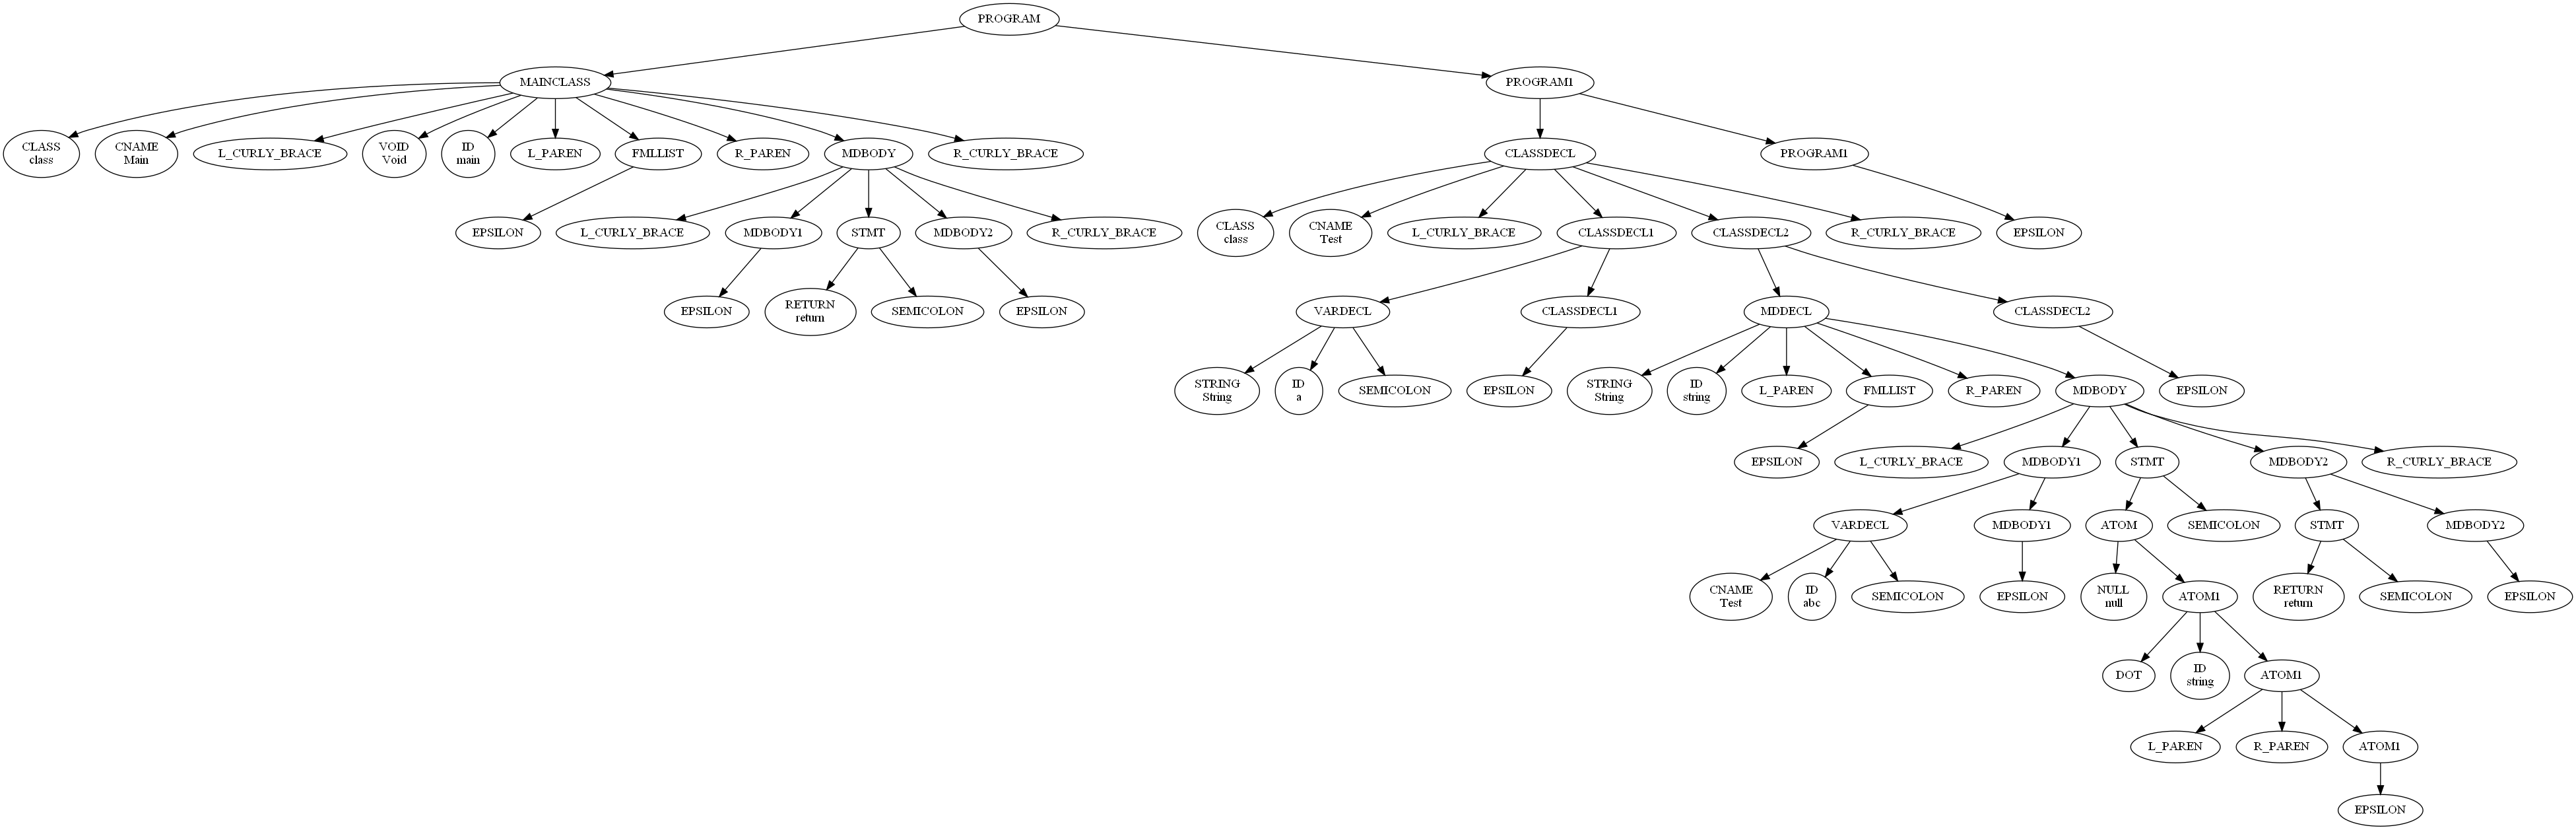 PROGRAM
MAINCLASS
PROGRAM1
CLASS
class
CNAME
Main
L_CURLY_BRACE
VOID
Void
ID
main
L_PAREN
FMLLIST
R_PAREN
MDBODY
R_CURLY_BRACE
CLASSDECL
PROGRAM1
EPSILON
L_CURLY_BRACE
MDBODY1
STMT
MDBODY2
R_CURLY_BRACE
CLASS
class
CNAME
Test
L_CURLY_BRACE
CLASSDECL1
CLASSDECL2
R_CURLY_BRACE
EPSILON
EPSILON
RETURN
return
SEMICOLON
EPSILON
VARDECL
CLASSDECL1
MDDECL
CLASSDECL2
STRING
String
ID
a
SEMICOLON
EPSILON
STRING
String
ID
string
L_PAREN
FMLLIST
R_PAREN
MDBODY
EPSILON
EPSILON
L_CURLY_BRACE
MDBODY1
STMT
MDBODY2
R_CURLY_BRACE
VARDECL
MDBODY1
ATOM
SEMICOLON
STMT
MDBODY2
CNAME
Test
ID
abc
SEMICOLON
EPSILON
NULL
null
ATOM1
RETURN
return
SEMICOLON
EPSILON
DOT
ID
string
ATOM1
L_PAREN
R_PAREN
ATOM1
EPSILON